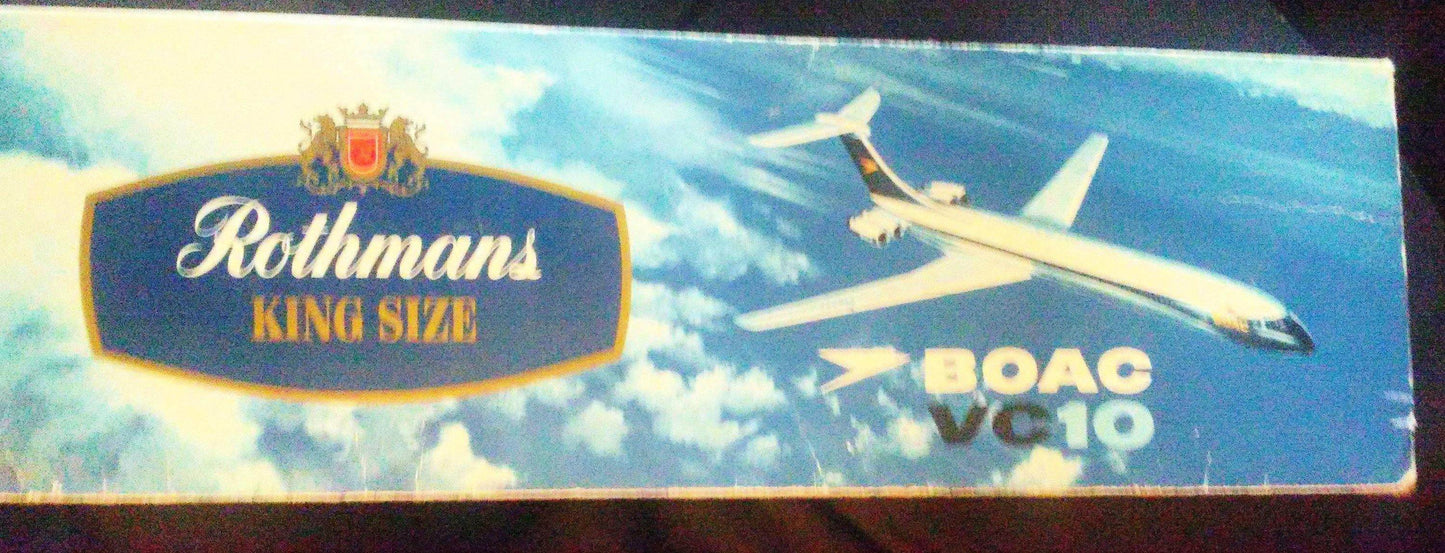 Rothmans
KING SIZE
BOAC
VC10